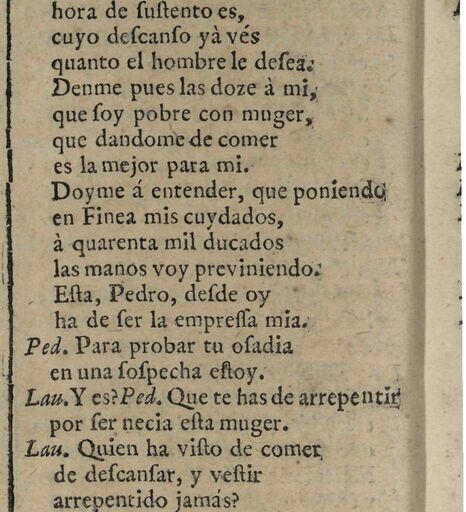 hora de ſuſtento es,
cuyo deſcanſo yà vés
quanto el hombre le deſea.
Denme pues las doze à mi,
que ſoy pobre con muger,
que dandome de comer
es la mejor para mi.
Doyme á entender, que poniendo
en Finea mis cuydados,
à quarenta mil ducados
las manos voy previniendo.
Eſta, Pedro, deſde oy
ha de ſer la empreſſa mia.
Ped. Para probar tu oſadia
en una ſoſpecha eſtoy.
Lau. Y es? Ped. Que te has de arrepentir
por ſer necia eſta muger.
Lau. Quien ha viſto de comer,
de deſcanſar, y veſtir
arrepentido jamás?